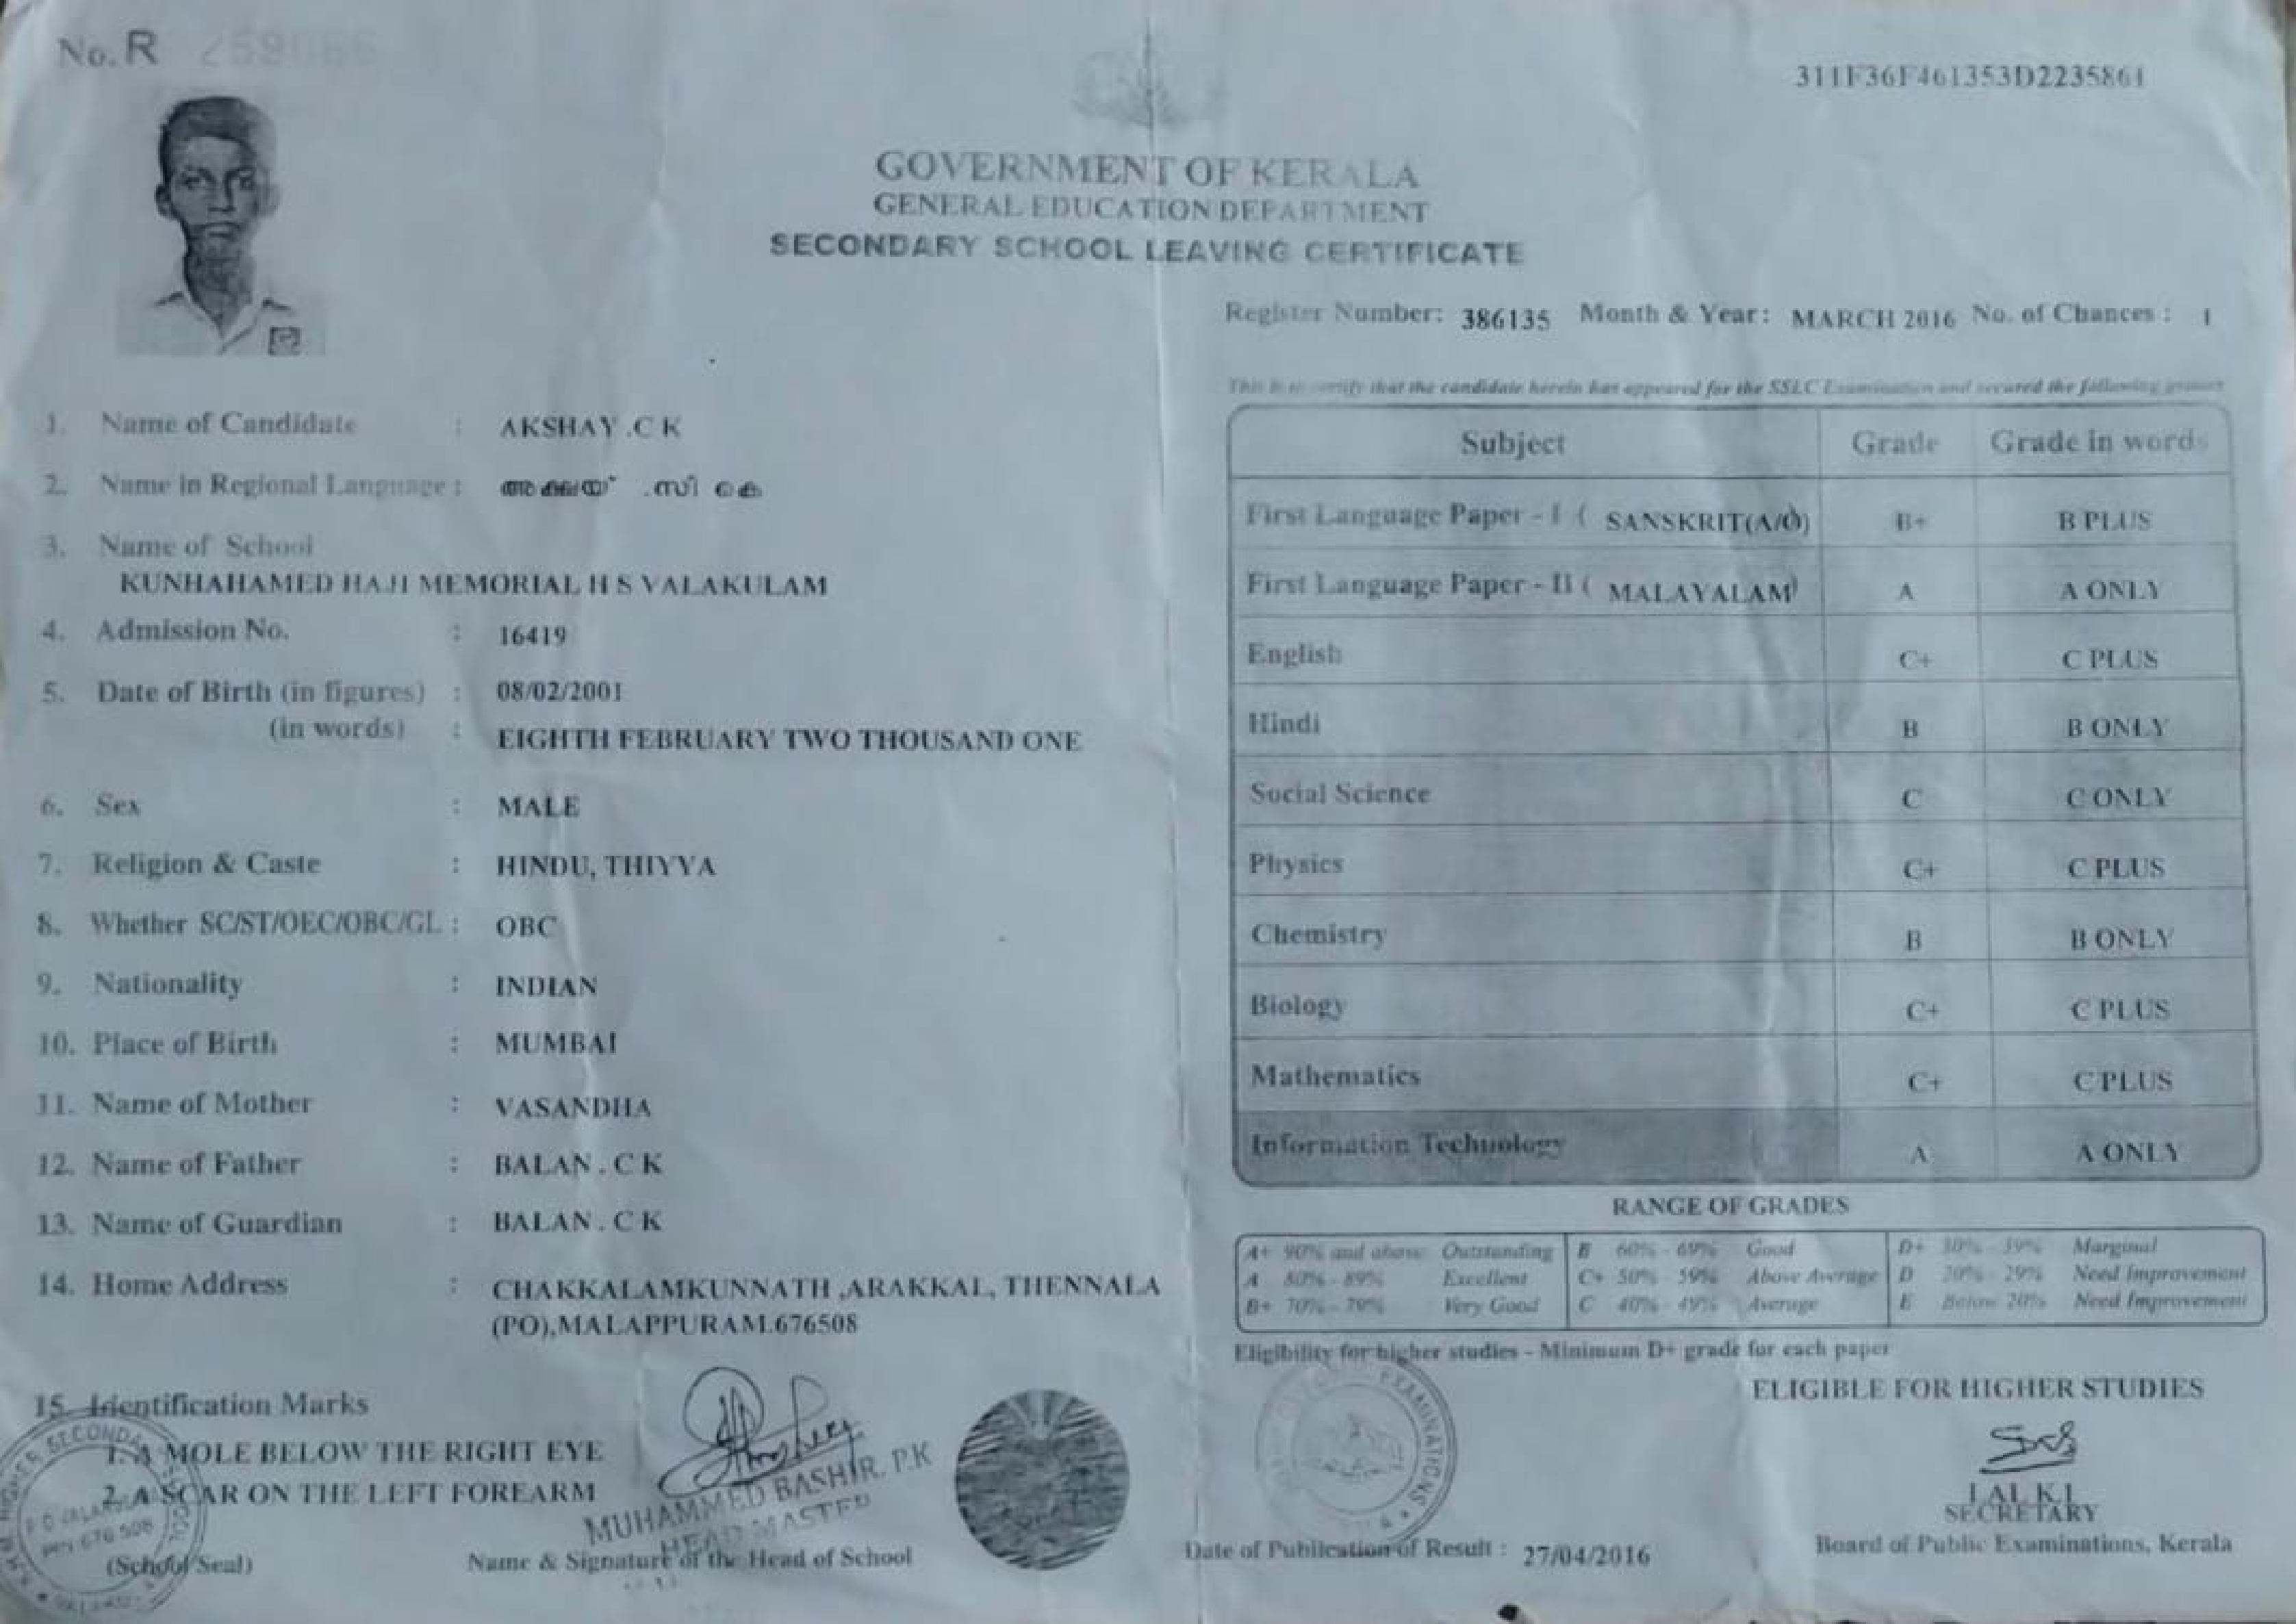 No. R 259086
311F36F461353D2235861
GOVERNMENT OF KERALA
GENERAL EDUCATION DEPARTMENT
SECONDARY SCHOOL LEAVING CERTIFICATE
Register Number: 386135 Month & Year: MARCH 2016 No. of Chances : 1
1. Name of Candidate : AKSHAY .C K
2. Name in Regional Language : അക്ഷയ് .സി കെ
3. Name of School
KUNHAHAMED HAJI MEMORIAL H S VALAKULAM
4. Admission No. : 16419
5. Date of Birth (in figures) : 08/02/2001
(in words) : EIGHTH FEBRUARY TWO THOUSAND ONE
6. Sex : MALE
7. Religion & Caste : HINDU, THIYYA
8. Whether SC/ST/OEC/OBC/GL : OBC
9. Nationality : INDIAN
10. Place of Birth : MUMBAI
11. Name of Mother : VASANDHA
12. Name of Father : BALAN . C K
13. Name of Guardian : BALAN . C K
14. Home Address : CHAKKALAMKUNNATH ,ARAKKAL, THENNALA
(PO),MALAPPURAM.676508
15. Identification Marks
1. A MOLE BELOW THE RIGHT EYE
2. A SCAR ON THE LEFT FOREARM
MUHAMMED BASHIR. P.K
HEAD MASTER
(School Seal)
Name & Signature of the Head of School
This is to certify that the candidate herein has appeared for the SSLC Examination and secured the following grades
Subject Grade Grade in words
First Language Paper - I ( SANSKRIT(A/O) B+ B PLUS
First Language Paper - II ( MALAYALAM) A A ONLY
English C+ C PLUS
Hindi B B ONLY
Social Science C C ONLY
Physics C+ C PLUS
Chemistry B B ONLY
Biology C+ C PLUS
Mathematics C+ C PLUS
Information Technology A A ONLY
RANGE OF GRADES
A+ 90% and above Outstanding B 60% - 69% Good D+ 30% - 39% Marginal
A 80% - 89% Excellent C+ 50% - 59% Above Average D 20% - 29% Need Improvement
B+ 70% - 79% Very Good C 40% - 49% Average E Below 20% Need Improvement
Eligibility for higher studies - Minimum D+ grade for each paper
ELIGIBLE FOR HIGHER STUDIES
EXAMINATIONS
SECRETARY
Date of Publication of Result : 27/04/2016
Board of Public Examinations, Kerala